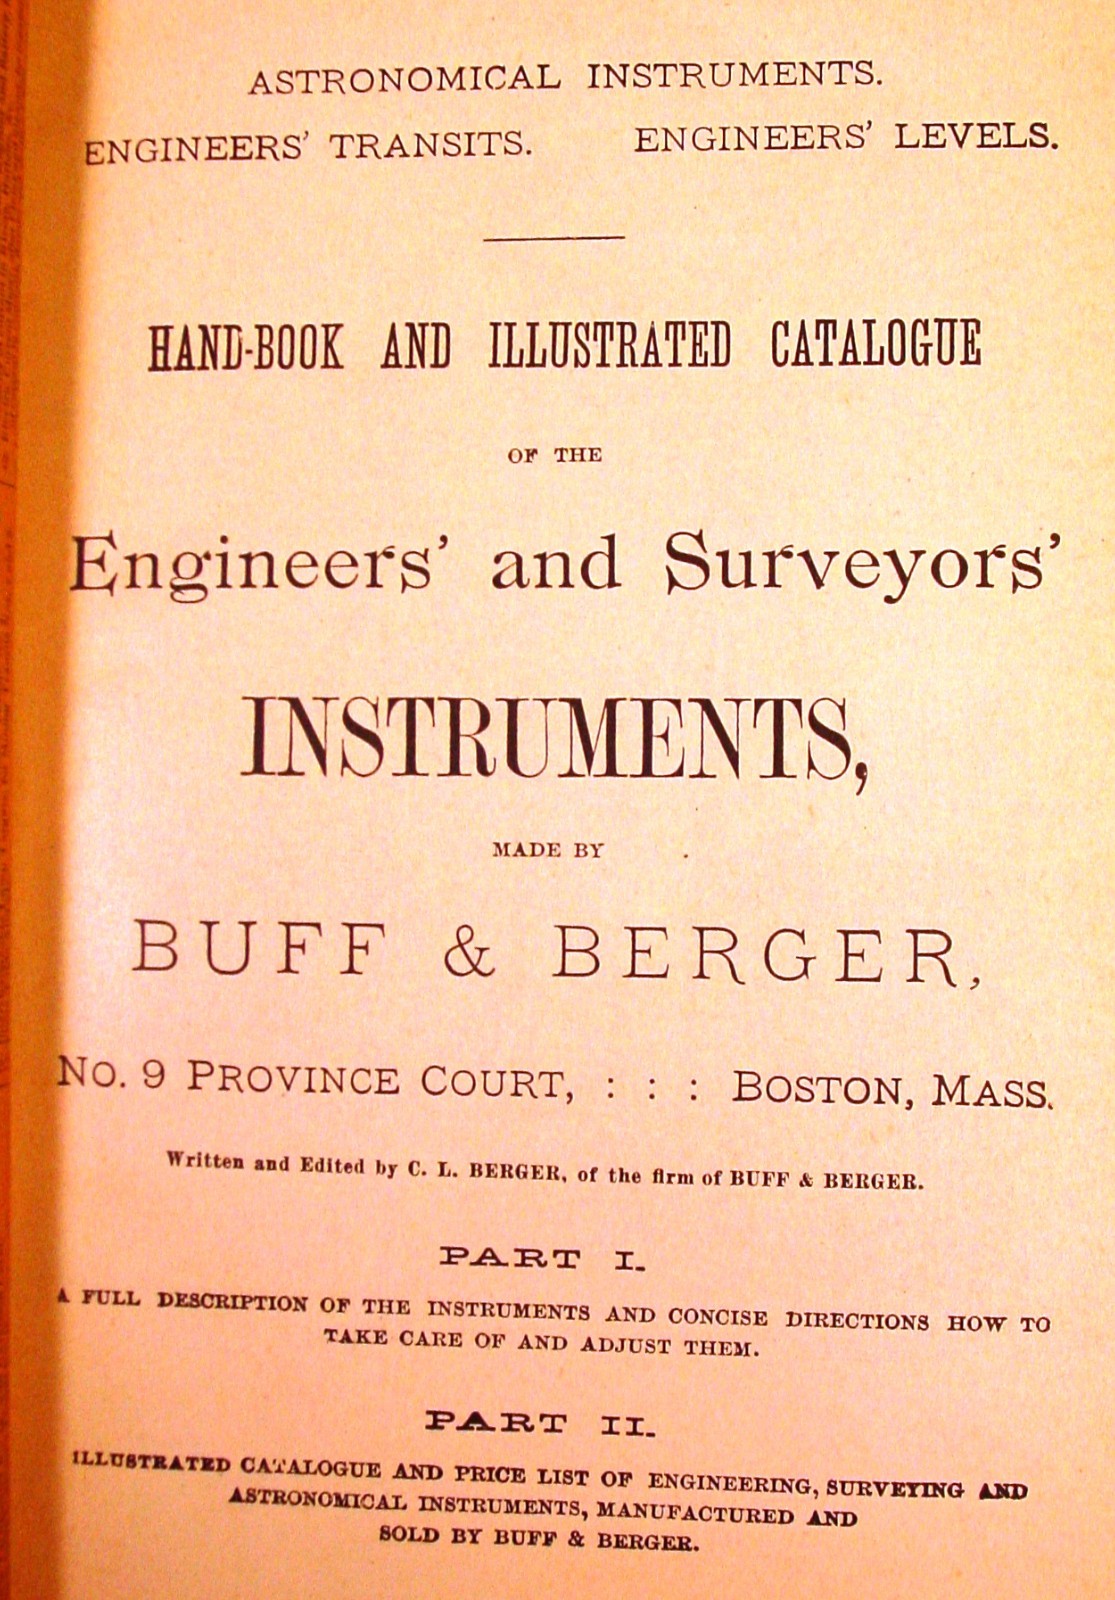 ASTRONOMICAL INSTRUMENTS.
ENGINEERS' TRANSITS. ENGINEERS' LEVELS.
HAND-BOOK AND ILLUSTRATED CATALOGUE
OF THE
Engineers' and Surveyors'
INSTRUMENTS,
MADE BY
BUFF & BERGER,
No. 9 PROVINCE COURT, : : : BOSTON, MASS.
Written and Edited by C. L. BERGER, of the firm of BUFF & BERGER.
PART I.
A FULL DESCRIPTION OF THE INSTRUMENTS AND CONCISE DIRECTIONS HOW TO
TAKE CARE OF AND ADJUST THEM.
PART II.
ILLUSTRATED CATALOGUE AND PRICE LIST OF ENGINEERING, SURVEYING AND
ASTRONOMICAL INSTRUMENTS, MANUFACTURED AND
SOLD BY BUFF & BERGER.